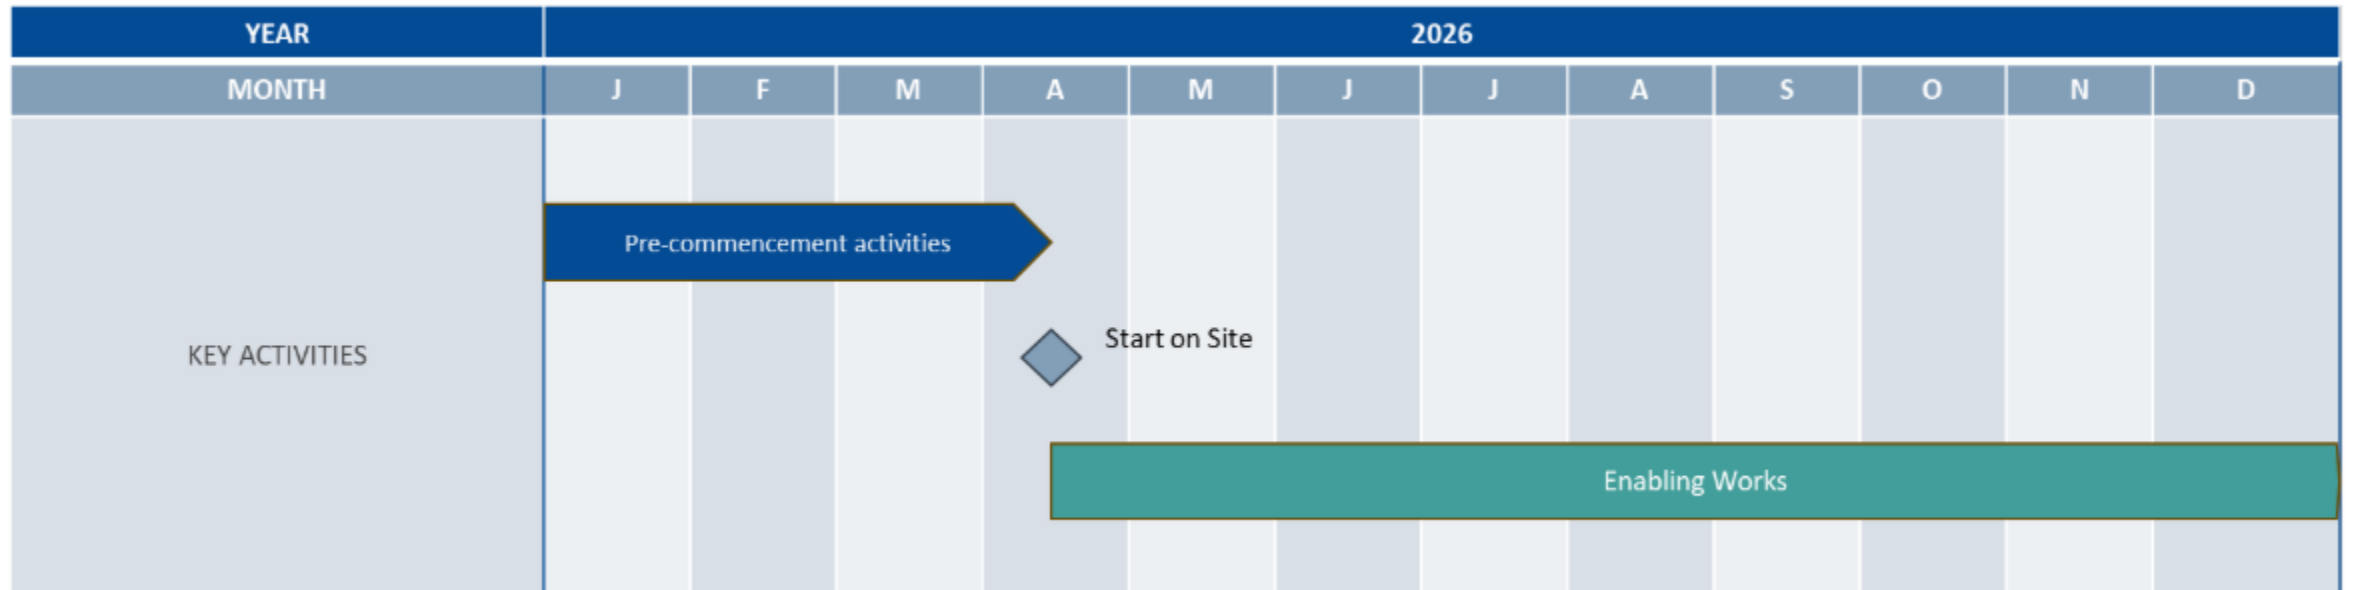 YEAR 2026
MONTH J F M A M J J A S O N D
Pre-commencement activities
Start on Site
KEY ACTIVITIES
Enabling Works